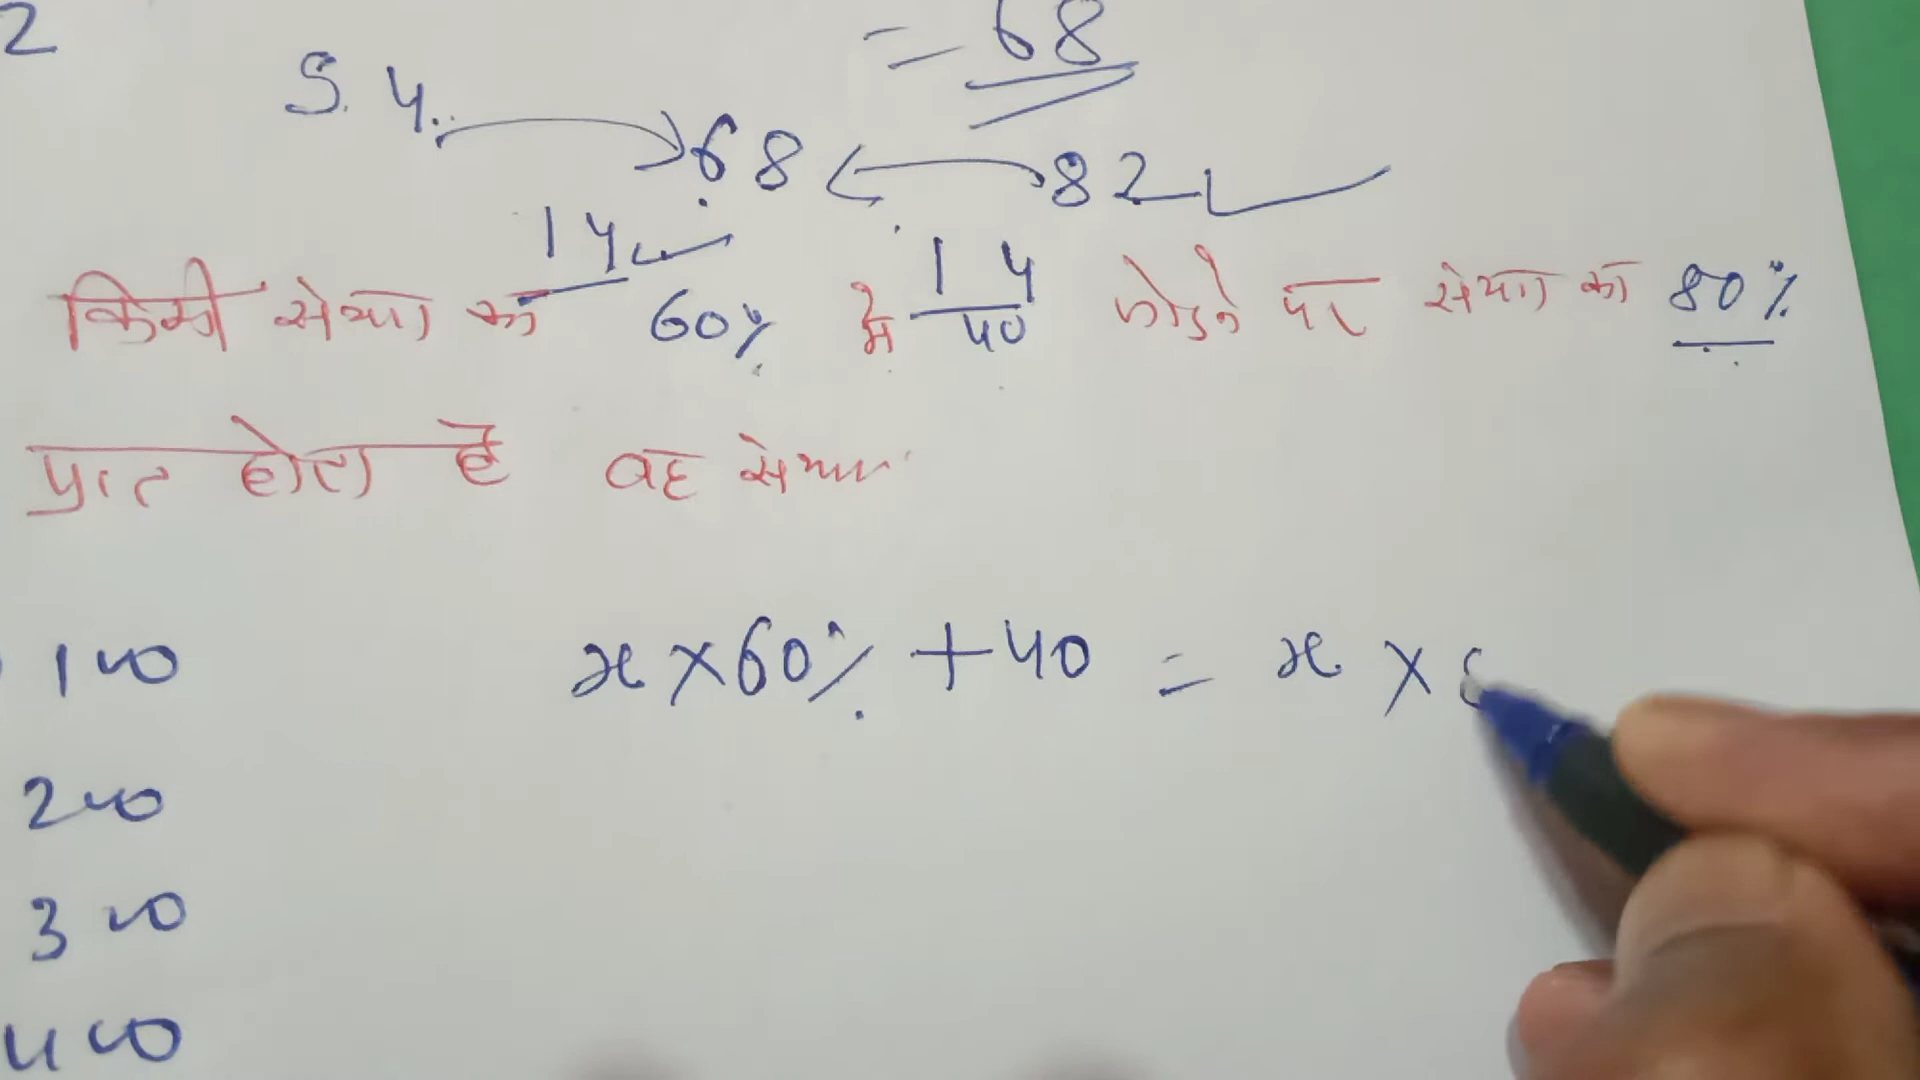 2
= 68
S. 4. 68 82
14 14
किसी संख्या का 60% में 40 जोड़ने पर संख्या का 80%
प्राप्त होता है वह संख्या
x × 60% + 40 = x ×
100
200
300
400